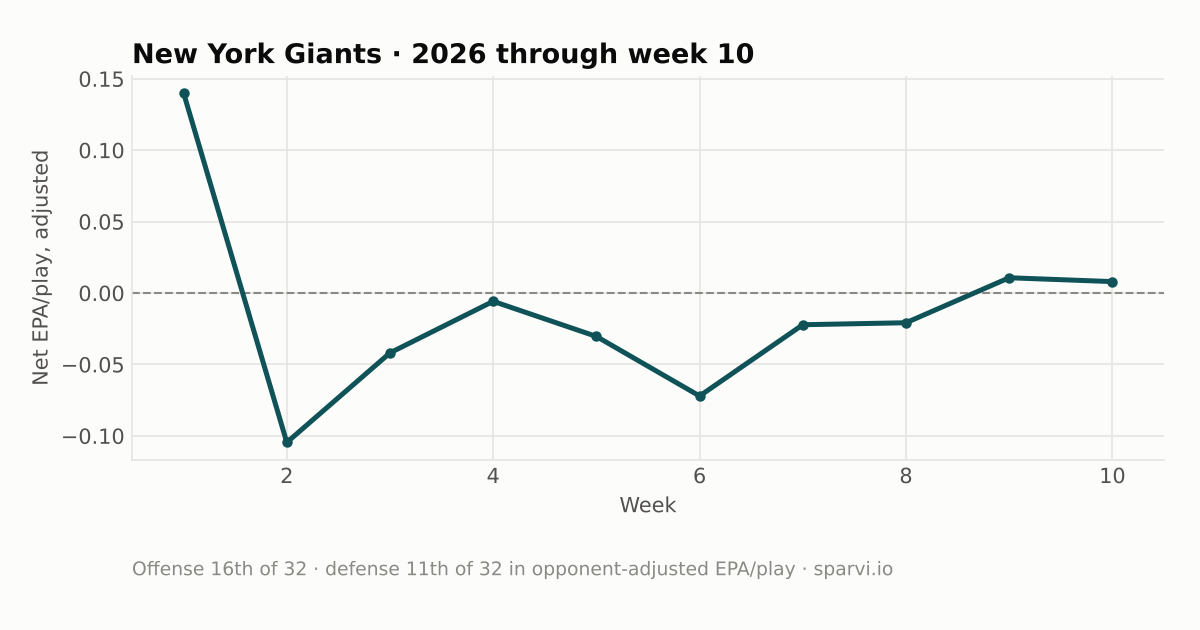 New York Giants · 2026 through week 10
Net EPA/play, adjusted
0.15
0.10
0.05
0.00
−0.05
−0.10
2 4 6 8 10
Week
Offense 16th of 32 · defense 11th of 32 in opponent-adjusted EPA/play · sparvi.io